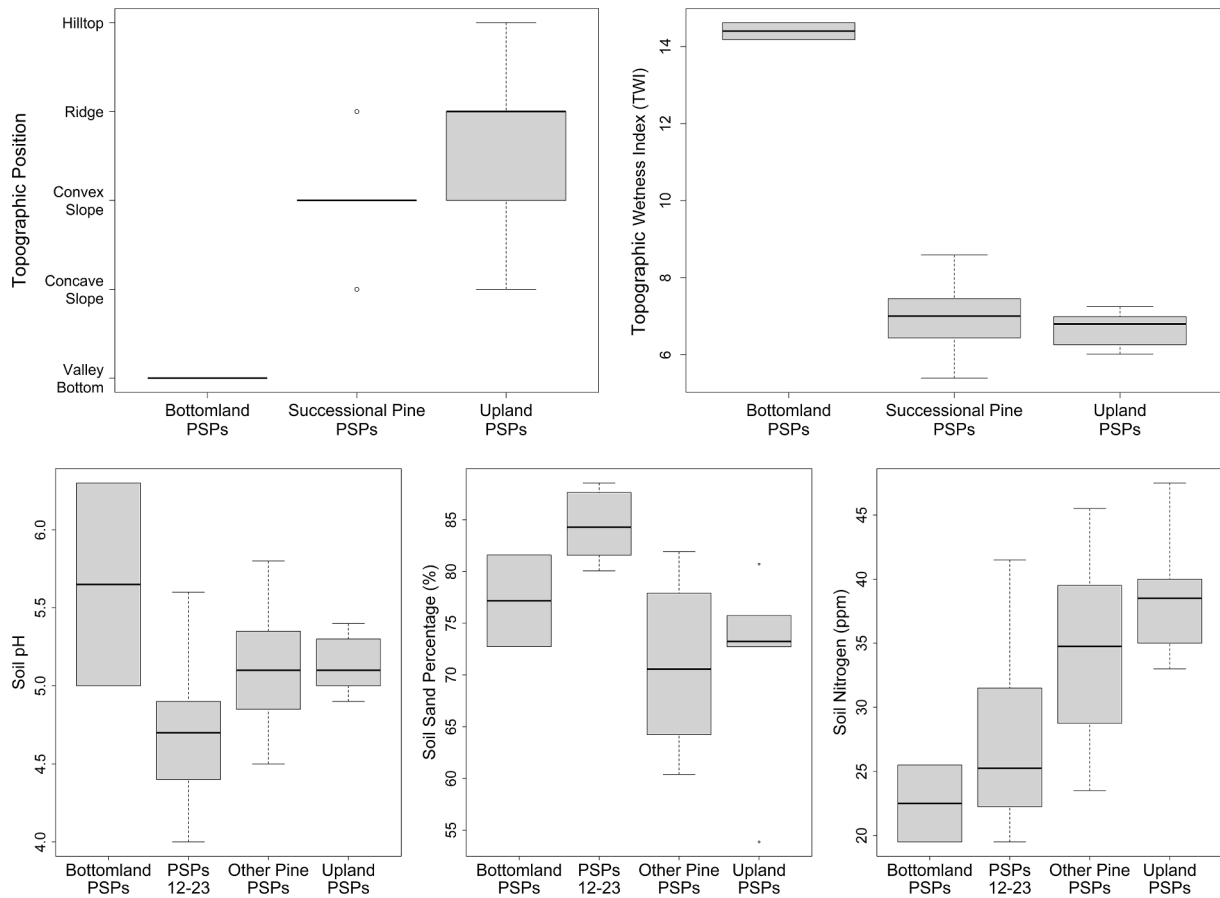 Topographic Position
Hilltop
Ridge
Convex
Slope
Concave
Slope
Valley
Bottom
Bottomland
PSPs
Successional Pine
PSPs
Upland
PSPs
Topographic Wetness Index (TWI)
14
12
10
8
6
Bottomland
PSPs
Successional Pine
PSPs
Upland
PSPs
Soil pH
6.0
5.5
5.0
4.5
4.0
Bottomland
PSPs
PSPs
12-23
Other Pine
PSPs
Upland
PSPs
Soil Sand Percentage (%)
85
80
75
70
65
60
55
Bottomland
PSPs
PSPs
12-23
Other Pine
PSPs
Upland
PSPs
Soil Nitrogen (ppm)
45
40
35
30
25
20
Bottomland
PSPs
PSPs
12-23
Other Pine
PSPs
Upland
PSPs